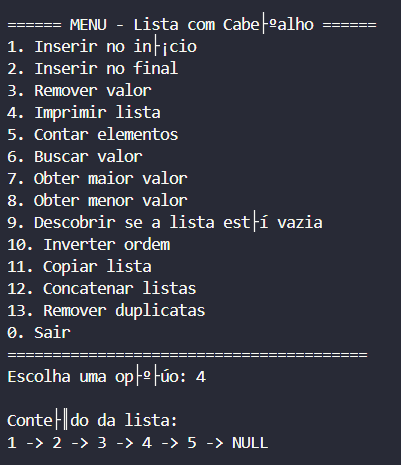 ====== MENU - Lista com Cabe├ºalho ======
1. Inserir no in├¡cio
2. Inserir no final
3. Remover valor
4. Imprimir lista
5. Contar elementos
6. Buscar valor
7. Obter maior valor
8. Obter menor valor
9. Descobrir se a lista est├í vazia
10. Inverter ordem
11. Copiar lista
12. Concatenar listas
13. Remover duplicatas
0. Sair
========================================
Escolha uma op├º├úo: 4
Conte├║do da lista:
1 -> 2 -> 3 -> 4 -> 5 -> NULL